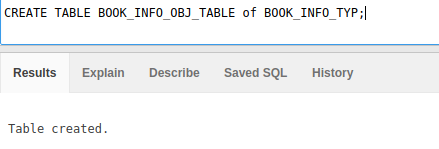 CREATE TABLE BOOK_INFO_OBJ_TABLE of BOOK_INFO_TYP;
Results Explain Describe Saved SQL History
Table created.